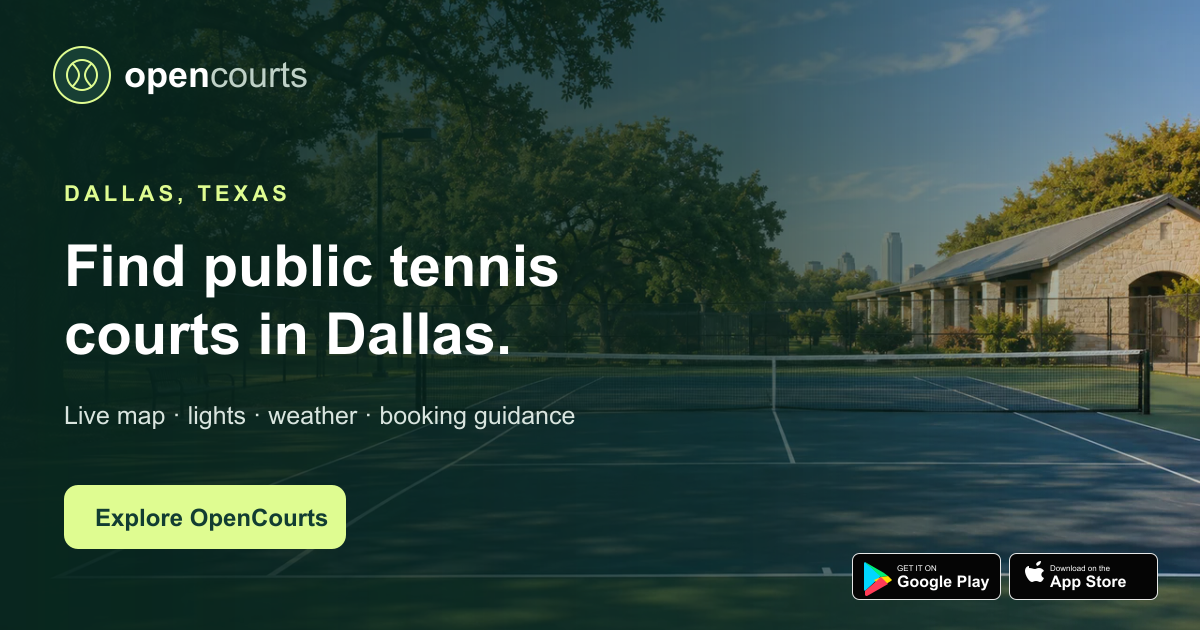 opencourts
DALLAS, TEXAS
Find public tennis
courts in Dallas.
Live map · lights · weather · booking guidance
Explore OpenCourts
GET IT ON
Google Play
Download on the
App Store